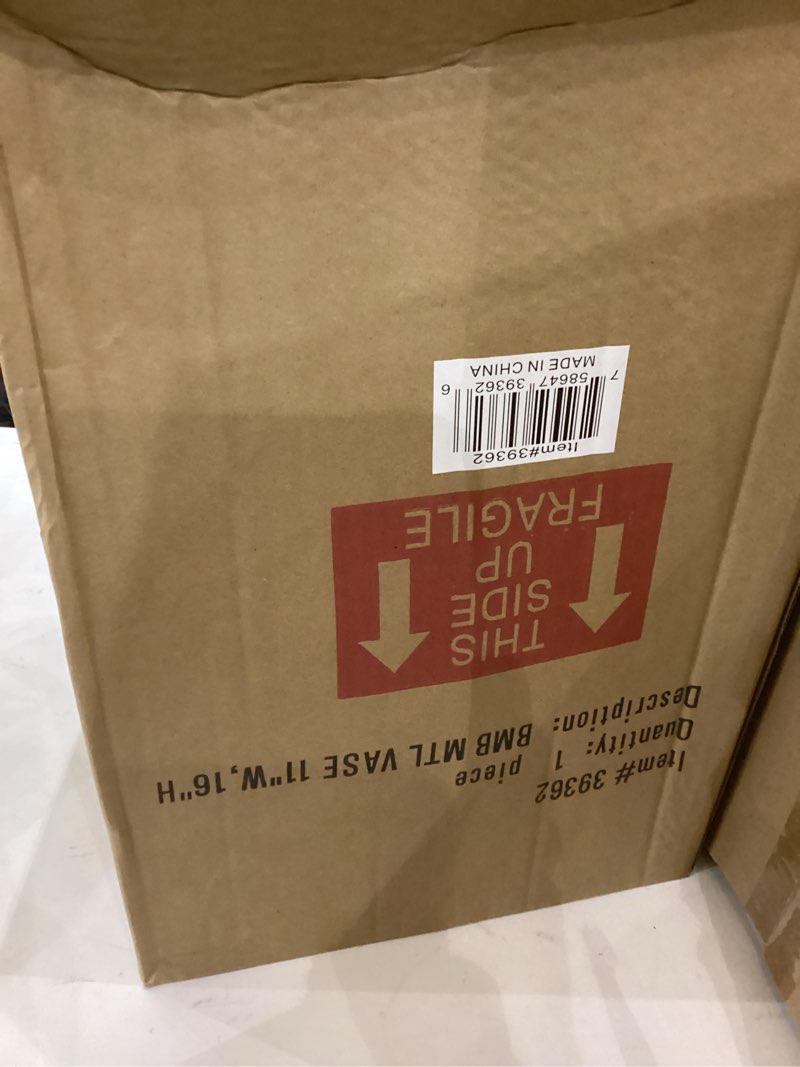 Item# 39362
Quantity: 1 piece
Description: BMB MTL VASE 11"W,16"H
THIS
SIDE
UP
FRAGILE
Item#39362
7 58647 39362 6
MADE IN CHINA